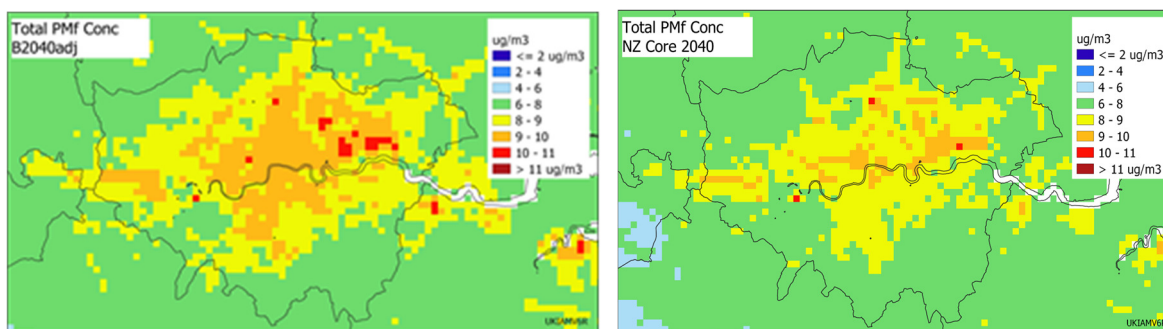 Total PMf Conc
B2040adj
ug/m3
<= 2 ug/m3
2 - 4
4 - 6
6 - 8
8 - 9
9 - 10
10 - 11
> 11 ug/m3
UKIAMV6R
Total PMf Conc
NZ Core 2040
ug/m3
<= 2 ug/m3
2 - 4
4 - 6
6 - 8
8 - 9
9 - 10
10 - 11
> 11 ug/m3
UKIAMV6R